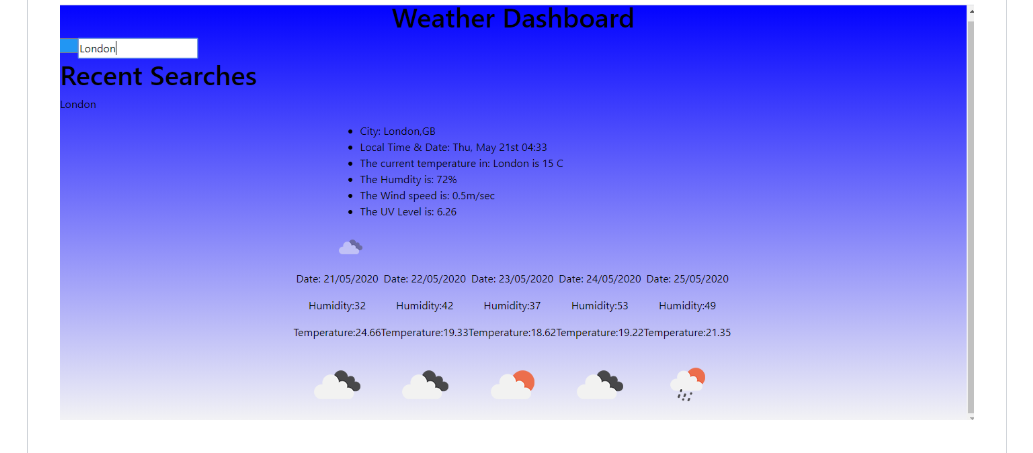 Weather Dashboard
London
Recent Searches
London
City: London,GB
Local Time & Date: Thu, May 21st 04:33
The current temperature in: London is 15 C
The Humdity is: 72%
The Wind speed is: 0.5m/sec
The UV Level is: 6.26
Date: 21/05/2020 Date: 22/05/2020 Date: 23/05/2020 Date: 24/05/2020 Date: 25/05/2020
Humidity:32 Humidity:42 Humidity:37 Humidity:53 Humidity:49
Temperature:24.66Temperature:19.33Temperature:18.62Temperature:19.22Temperature:21.35